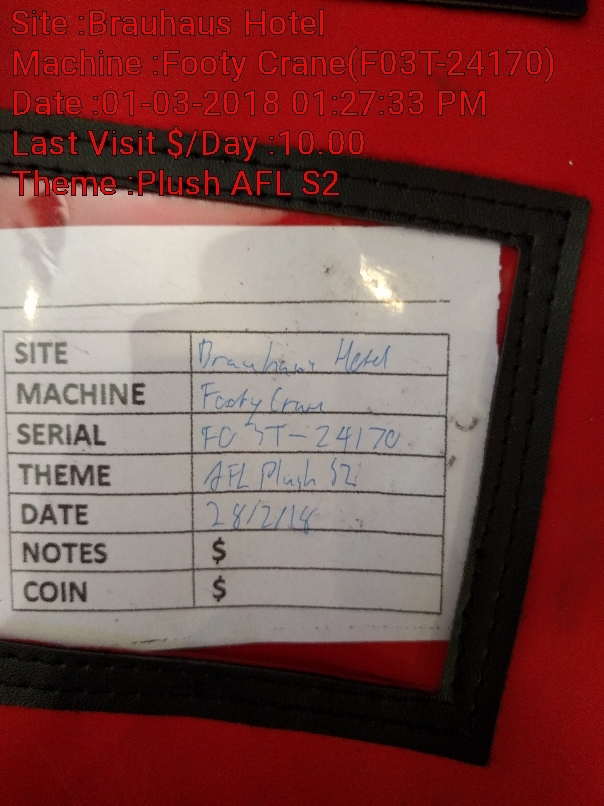 Site :Brauhaus Hotel
Machine :Footy Crane(F03T-24170)
Date :01-03-2018 01:27:33 PM
Last Visit $/Day :10.00
Theme :Plush AFL S2
SITE Brauhaus Hotel
MACHINE Footy Crane
SERIAL F03T-24170
THEME AFL Plush S2
DATE 28/2/18
NOTES $
COIN $